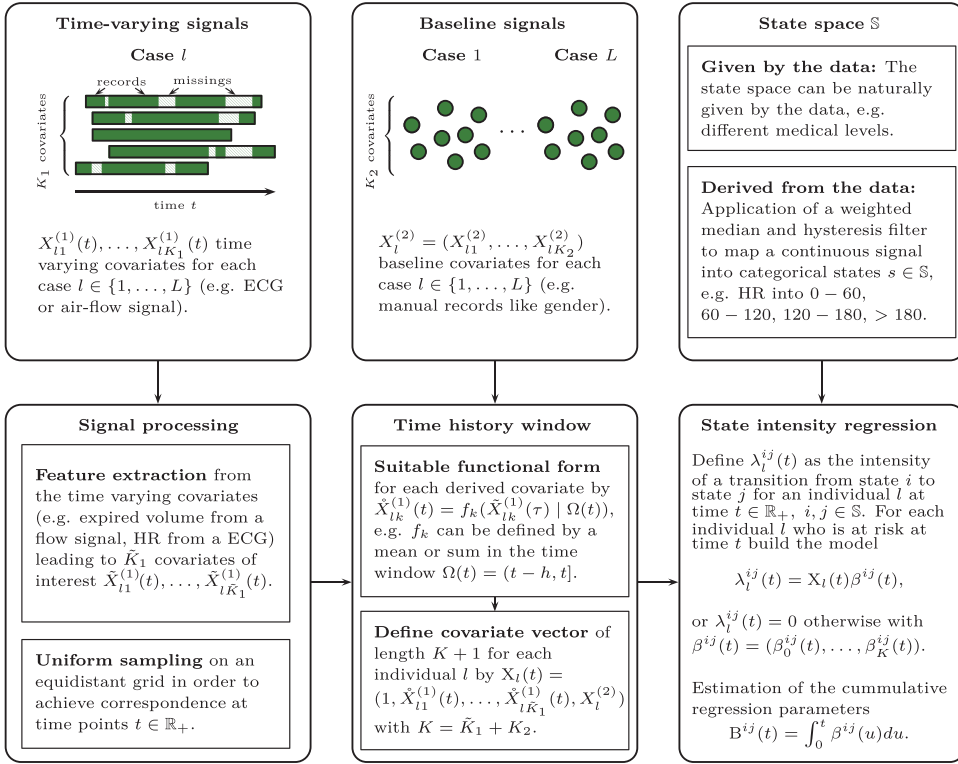 Time-varying signals
Case l
records missings
K₁ covariates
time t
X_{l1}^{(1)}(t), . . . , X_{lK₁}^{(1)}(t) time
varying covariates for each
case l ∈ {1, . . . , L} (e.g. ECG
or air-flow signal).
Baseline signals
Case 1 Case L
K₂ covariates
. . .
X_l^{(2)} = (X_{l1}^{(2)}, . . . , X_{lK₂}^{(2)})
baseline covariates for each
case l ∈ {1, . . . , L} (e.g.
manual records like gender).
State space 𝕊
Given by the data: The
state space can be naturally
given by the data, e.g.
different medical levels.
Derived from the data:
Application of a weighted
median and hysteresis filter
to map a continuous signal
into categorical states s ∈ 𝕊,
e.g. HR into 0 − 60,
60 − 120, 120 − 180, > 180.
Signal processing
Feature extraction from
the time varying covariates
(e.g. expired volume from a
flow signal, HR from a ECG)
leading to K̃₁ covariates of
interest X̃_{l1}^{(1)}(t), . . . , X̃_{lK̃₁}^{(1)}(t).
Uniform sampling on an
equidistant grid in order to
achieve correspondence at
time points t ∈ ℝ₊.
Time history window
Suitable functional form
for each derived covariate by
X̊_{lk}^{(1)}(t) = f_k(X̃_{lk}^{(1)}(τ) | Ω(t)),
e.g. f_k can be defined by a
mean or sum in the time
window Ω(t) = (t − h, t].
Define covariate vector of
length K + 1 for each
individual l by X_l(t) =
(1, X̊_{l1}^{(1)}(t), . . . , X̊_{lK̃₁}^{(1)}(t), X_l^{(2)})
with K = K̃₁ + K₂.
State intensity regression
Define λ_l^{ij}(t) as the intensity
of a transition from state i to
state j for an individual l at
time t ∈ ℝ₊, i, j ∈ 𝕊. For each
individual l who is at risk at
time t build the model
λ_l^{ij}(t) = X_l(t)β^{ij}(t),
or λ_l^{ij}(t) = 0 otherwise with
β^{ij}(t) = (β_0^{ij}(t), . . . , β_K^{ij}(t)).
Estimation of the cummulative
regression parameters
B^{ij}(t) = ∫_0^t β^{ij}(u)du.